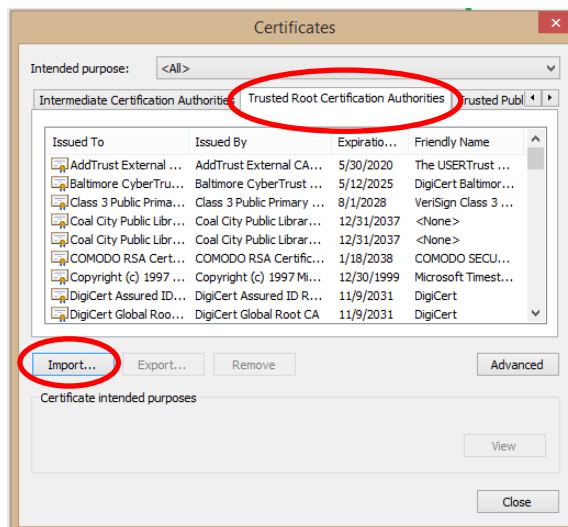 Certificates
Intended purpose: <All>
Intermediate Certification Authorities Trusted Root Certification Authorities Trusted Publ
Issued To Issued By Expiratio... Friendly Name
AddTrust External ... AddTrust External CA... 5/30/2020 The USERTrust ...
Baltimore CyberTru... Baltimore CyberTrust ... 5/12/2025 DigiCert Baltimor...
Class 3 Public Prima... Class 3 Public Primary ... 8/1/2028 VeriSign Class 3 ...
Coal City Public Libr... Coal City Public Librar... 12/31/2037 <None>
Coal City Public Libr... Coal City Public Librar... 12/31/2037 <None>
COMODO RSA Cert... COMODO RSA Certific... 1/18/2038 COMODO SECU...
Copyright (c) 1997 ... Copyright (c) 1997 Mi... 12/30/1999 Microsoft Timest...
DigiCert Assured ID... DigiCert Assured ID R... 11/9/2031 DigiCert
DigiCert Global Roo... DigiCert Global Root CA 11/9/2031 DigiCert
Import... Export... Remove Advanced
Certificate intended purposes
View
Close